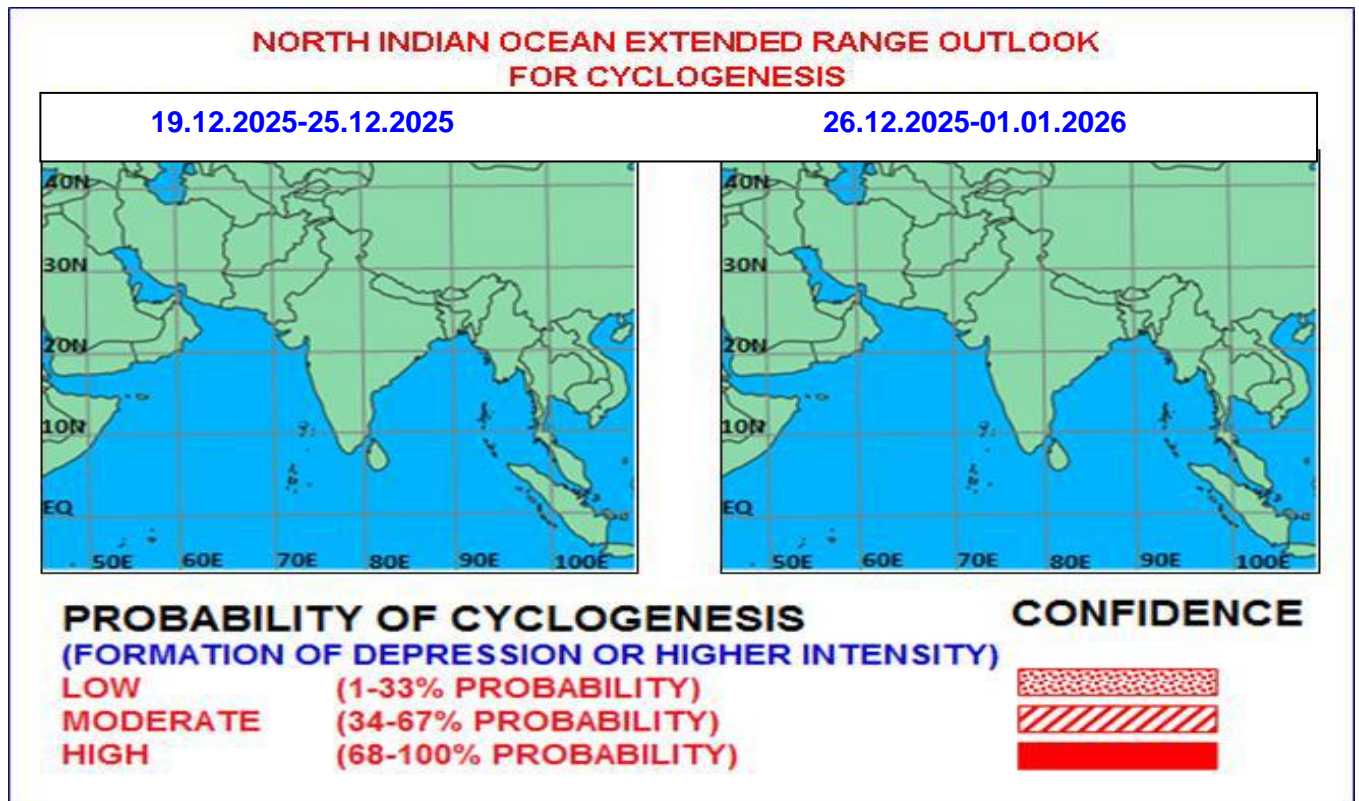 NORTH INDIAN OCEAN EXTENDED RANGE OUTLOOK
FOR CYCLOGENESIS
19.12.2025-25.12.2025
26.12.2025-01.01.2026
40N
30N
20N
10N
EQ
50E 60E 70E 80E 90E 100E
40N
30N
20N
10N
EQ
50E 60E 70E 80E 90E 100E
PROBABILITY OF CYCLOGENESIS CONFIDENCE
(FORMATION OF DEPRESSION OR HIGHER INTENSITY)
LOW (1-33% PROBABILITY)
MODERATE (34-67% PROBABILITY)
HIGH (68-100% PROBABILITY)